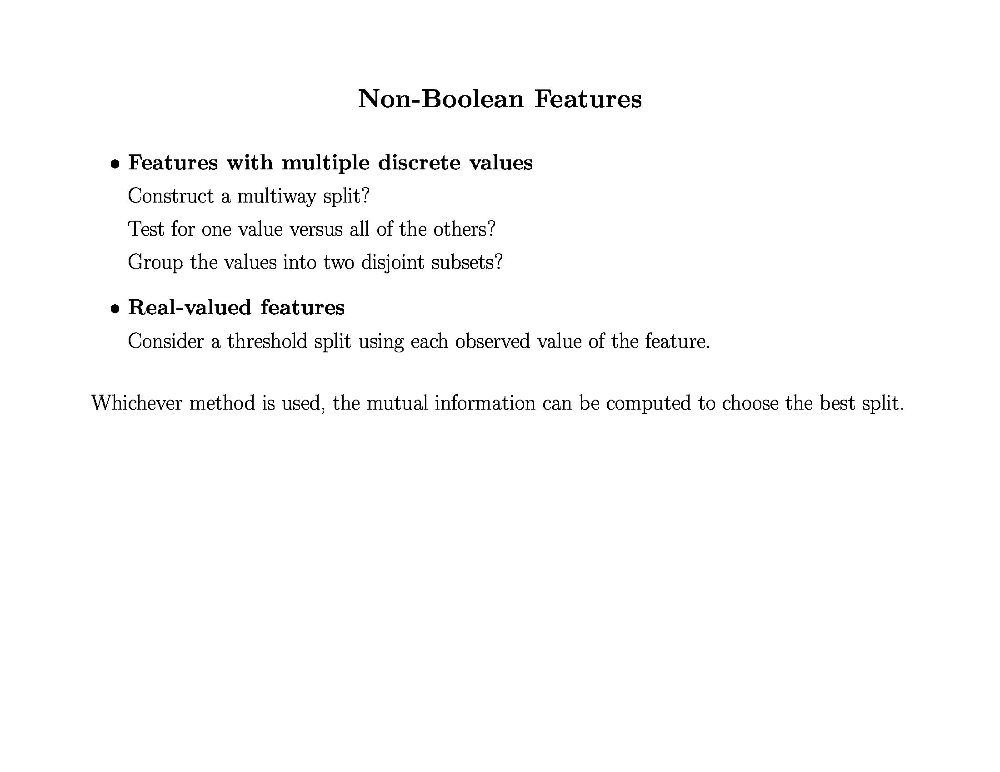 Non-Boolean Features
• Features with multiple discrete values
Construct a multiway split?
Test for one value versus all of the others?
Group the values into two disjoint subsets?
• Real-valued features
Consider a threshold split using each observed value of the feature.
Whichever method is used, the mutual information can be computed to choose the best split.